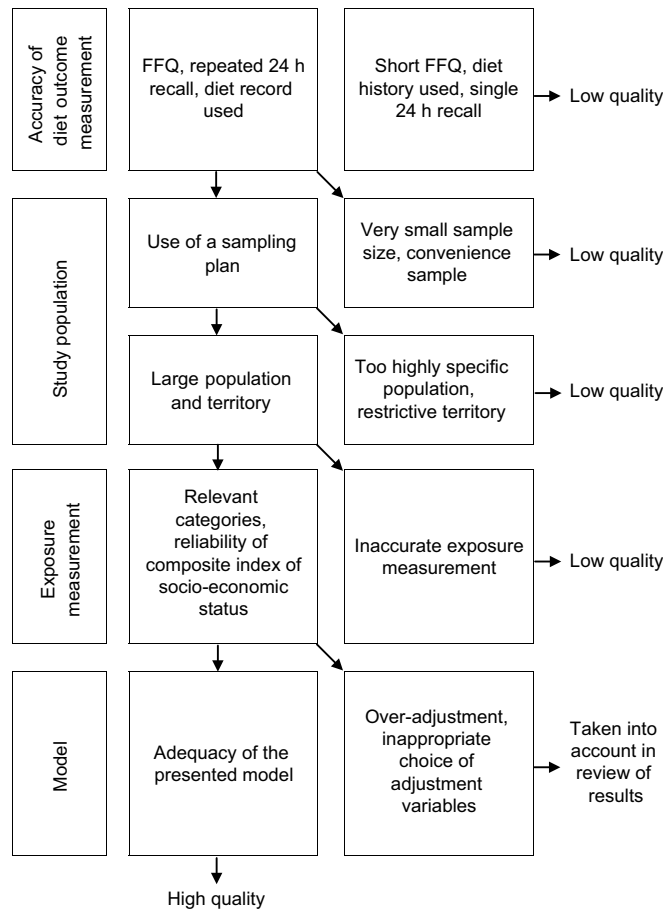 Accuracy of
diet outcome
measurement
FFQ, repeated 24 h
recall, diet record
used
Short FFQ, diet
history used, single
24 h recall
Low quality
Study population
Use of a sampling
plan
Very small sample
size, convenience
sample
Low quality
Large population
and territory
Too highly specific
population,
restrictive territory
Low quality
Exposure
measurement
Relevant
categories,
reliability of
composite index of
socio-economic
status
Inaccurate exposure
measurement
Low quality
Model
Adequacy of the
presented model
Over-adjustment,
inappropriate
choice of
adjustment
variables
Taken into
account in
review of
results
High quality